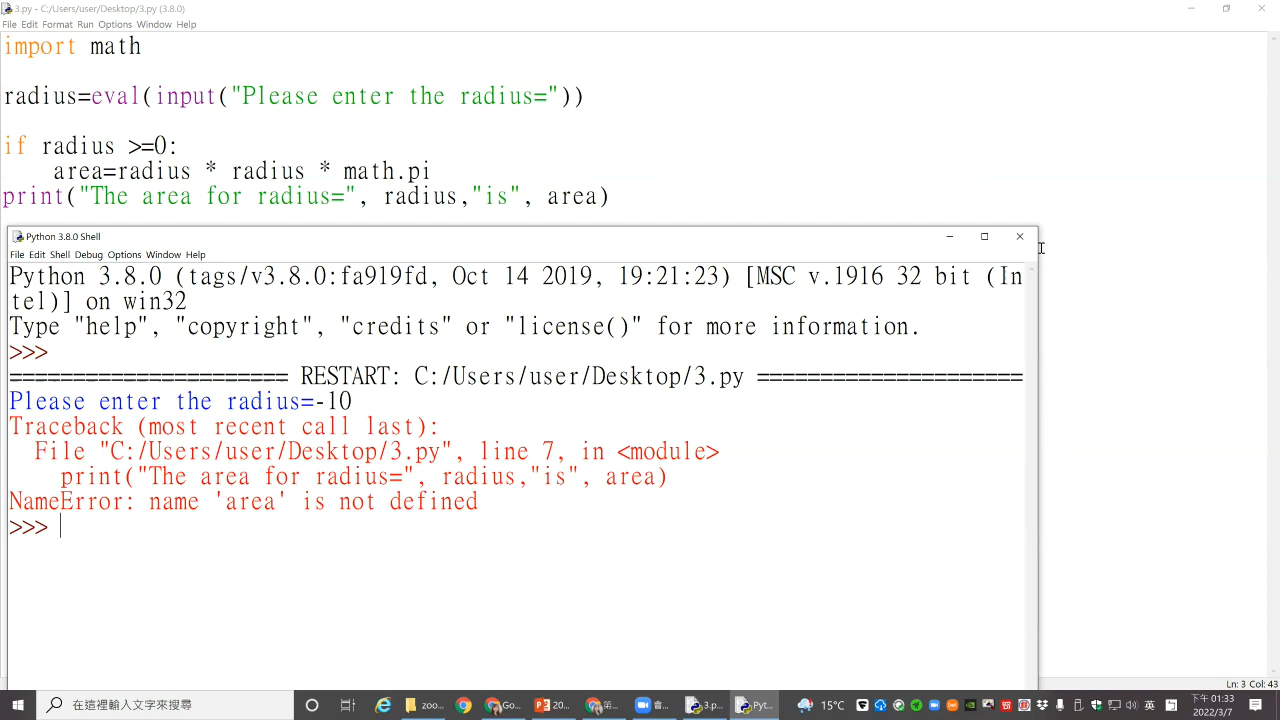 3.py - C:/Users/user/Desktop/3.py (3.8.0)
File Edit Format Run Options Window Help
import math
radius=eval(input("Please enter the radius="))
if radius >=0:
    area=radius * radius * math.pi
print("The area for radius=", radius,"is", area)
Python 3.8.0 Shell
File Edit Shell Debug Options Window Help
Python 3.8.0 (tags/v3.8.0:fa919fd, Oct 14 2019, 19:21:23) [MSC v.1916 32 bit (In
tel)] on win32
Type "help", "copyright", "credits" or "license()" for more information.
>>>
====================== RESTART: C:/Users/user/Desktop/3.py =====================
Please enter the radius=-10
Traceback (most recent call last):
  File "C:/Users/user/Desktop/3.py", line 7, in <module>
    print("The area for radius=", radius,"is", area)
NameError: name 'area' is not defined
>>>
Ln: 3 Col: 43
在這裡輸入文字來搜尋
zoo...
Go...
20...
第...
會...
3.p...
Pyt...
15°C
英
下午 01:33
2022/3/7